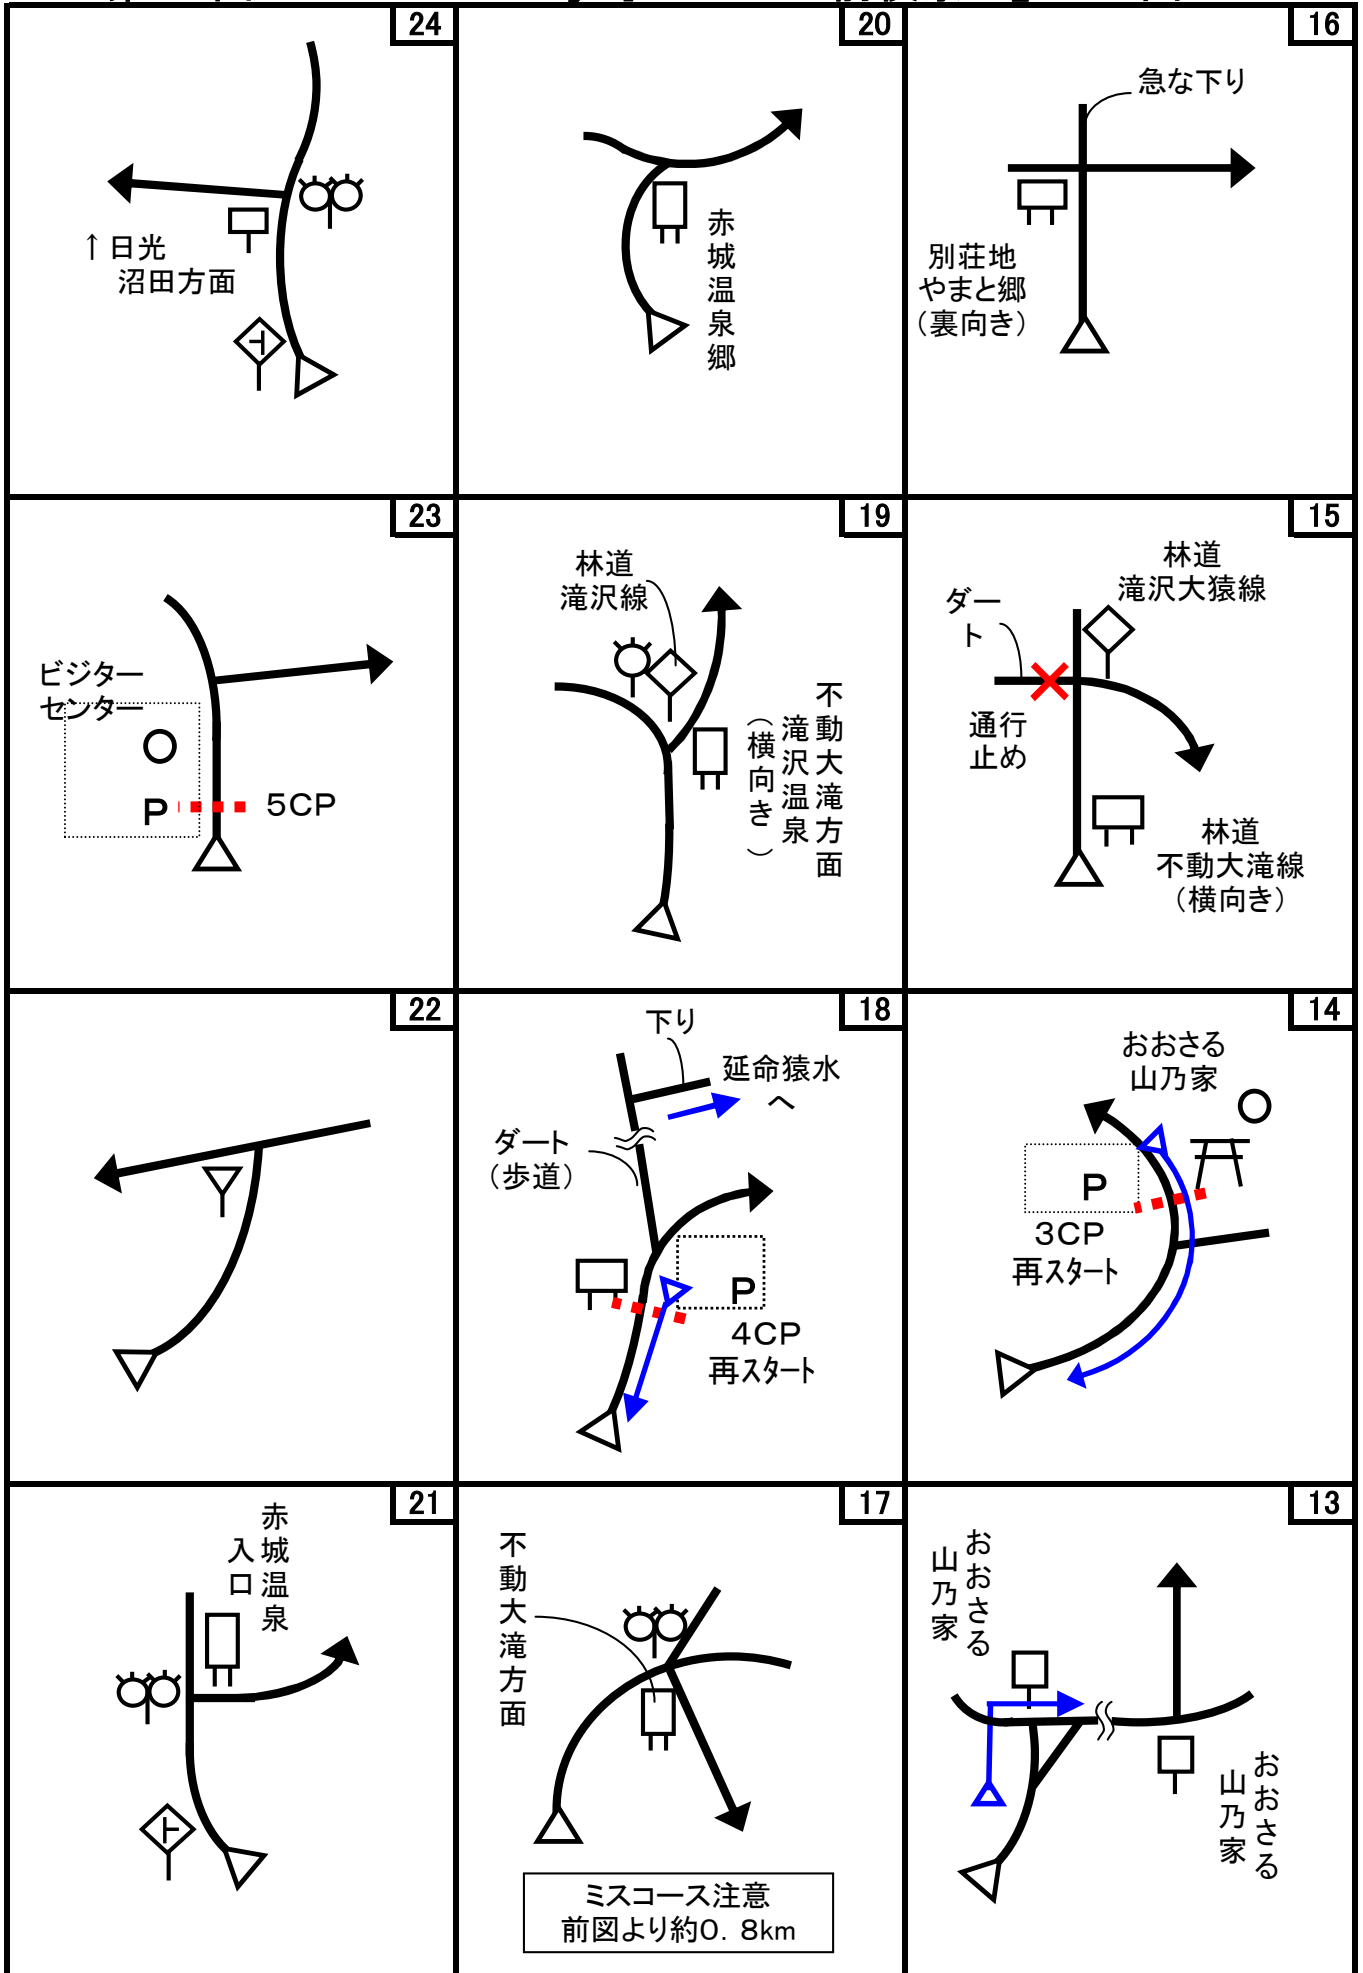 24
↑日光
沼田方面
20
赤城温泉郷
16
急な下り
別荘地
やまと郷
（裏向き）
23
ビジター
センター
P
5CP
19
林道
滝沢線
不動大滝方面
滝沢温泉
（横向き）
15
林道
滝沢大猿線
ダー
ト
通行
止め
林道
不動大滝線
（横向き）
22
18
下り
延命猿水
へ
ダート
（歩道）
P
4CP
再スタート
14
おおさる
山乃家
P
3CP
再スタート
21
赤城温泉
入口
17
不動大滝方面
ミスコース注意
前図より約0．8km
13
おおさる
山乃家
おおさる
山乃家